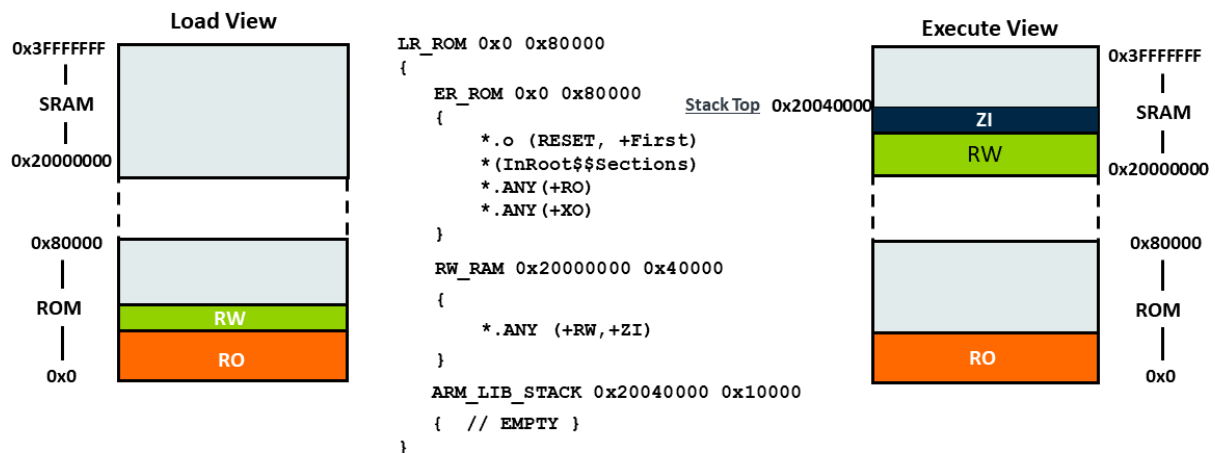 Load View
0x3FFFFFFF
SRAM
0x20000000
0x80000
ROM
0x0
RW
RO
LR_ROM 0x0 0x80000
{
ER_ROM 0x0 0x80000
{
*.o (RESET, +First)
*(InRoot$$Sections)
*.ANY(+RO)
*.ANY(+XO)
}
RW_RAM 0x20000000 0x40000
{
*.ANY (+RW,+ZI)
}
ARM_LIB_STACK 0x20040000 0x10000
{ // EMPTY }
}
Execute View
Stack Top 0x20040000
ZI
RW
0x3FFFFFFF
SRAM
0x20000000
0x80000
ROM
0x0
RO